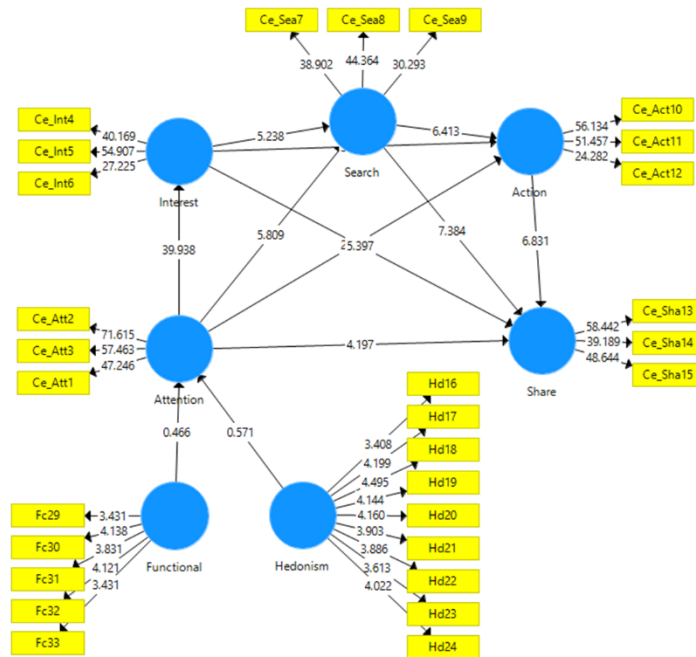 Ce_Sea7
Ce_Sea8
Ce_Sea9
38.902
44.364
30.293
Search
Ce_Int4
Ce_Int5
Ce_Int6
40.169
54.907
27.225
Interest
5.238
6.413
Ce_Act10
Ce_Act11
Ce_Act12
56.134
51.457
24.282
Action
39.938
5.809
5.397
7.384
6.831
Ce_Att2
Ce_Att3
Ce_Att1
71.615
57.463
47.246
Attention
4.197
Ce_Sha13
Ce_Sha14
Ce_Sha15
58.442
39.189
48.644
Share
0.466
0.571
Fc29
Fc30
Fc31
Fc32
Fc33
3.431
4.138
3.831
4.121
3.431
Functional
Hedonism
3.408
4.199
4.495
4.144
4.160
3.903
3.886
3.613
4.022
Hd16
Hd17
Hd18
Hd19
Hd20
Hd21
Hd22
Hd23
Hd24